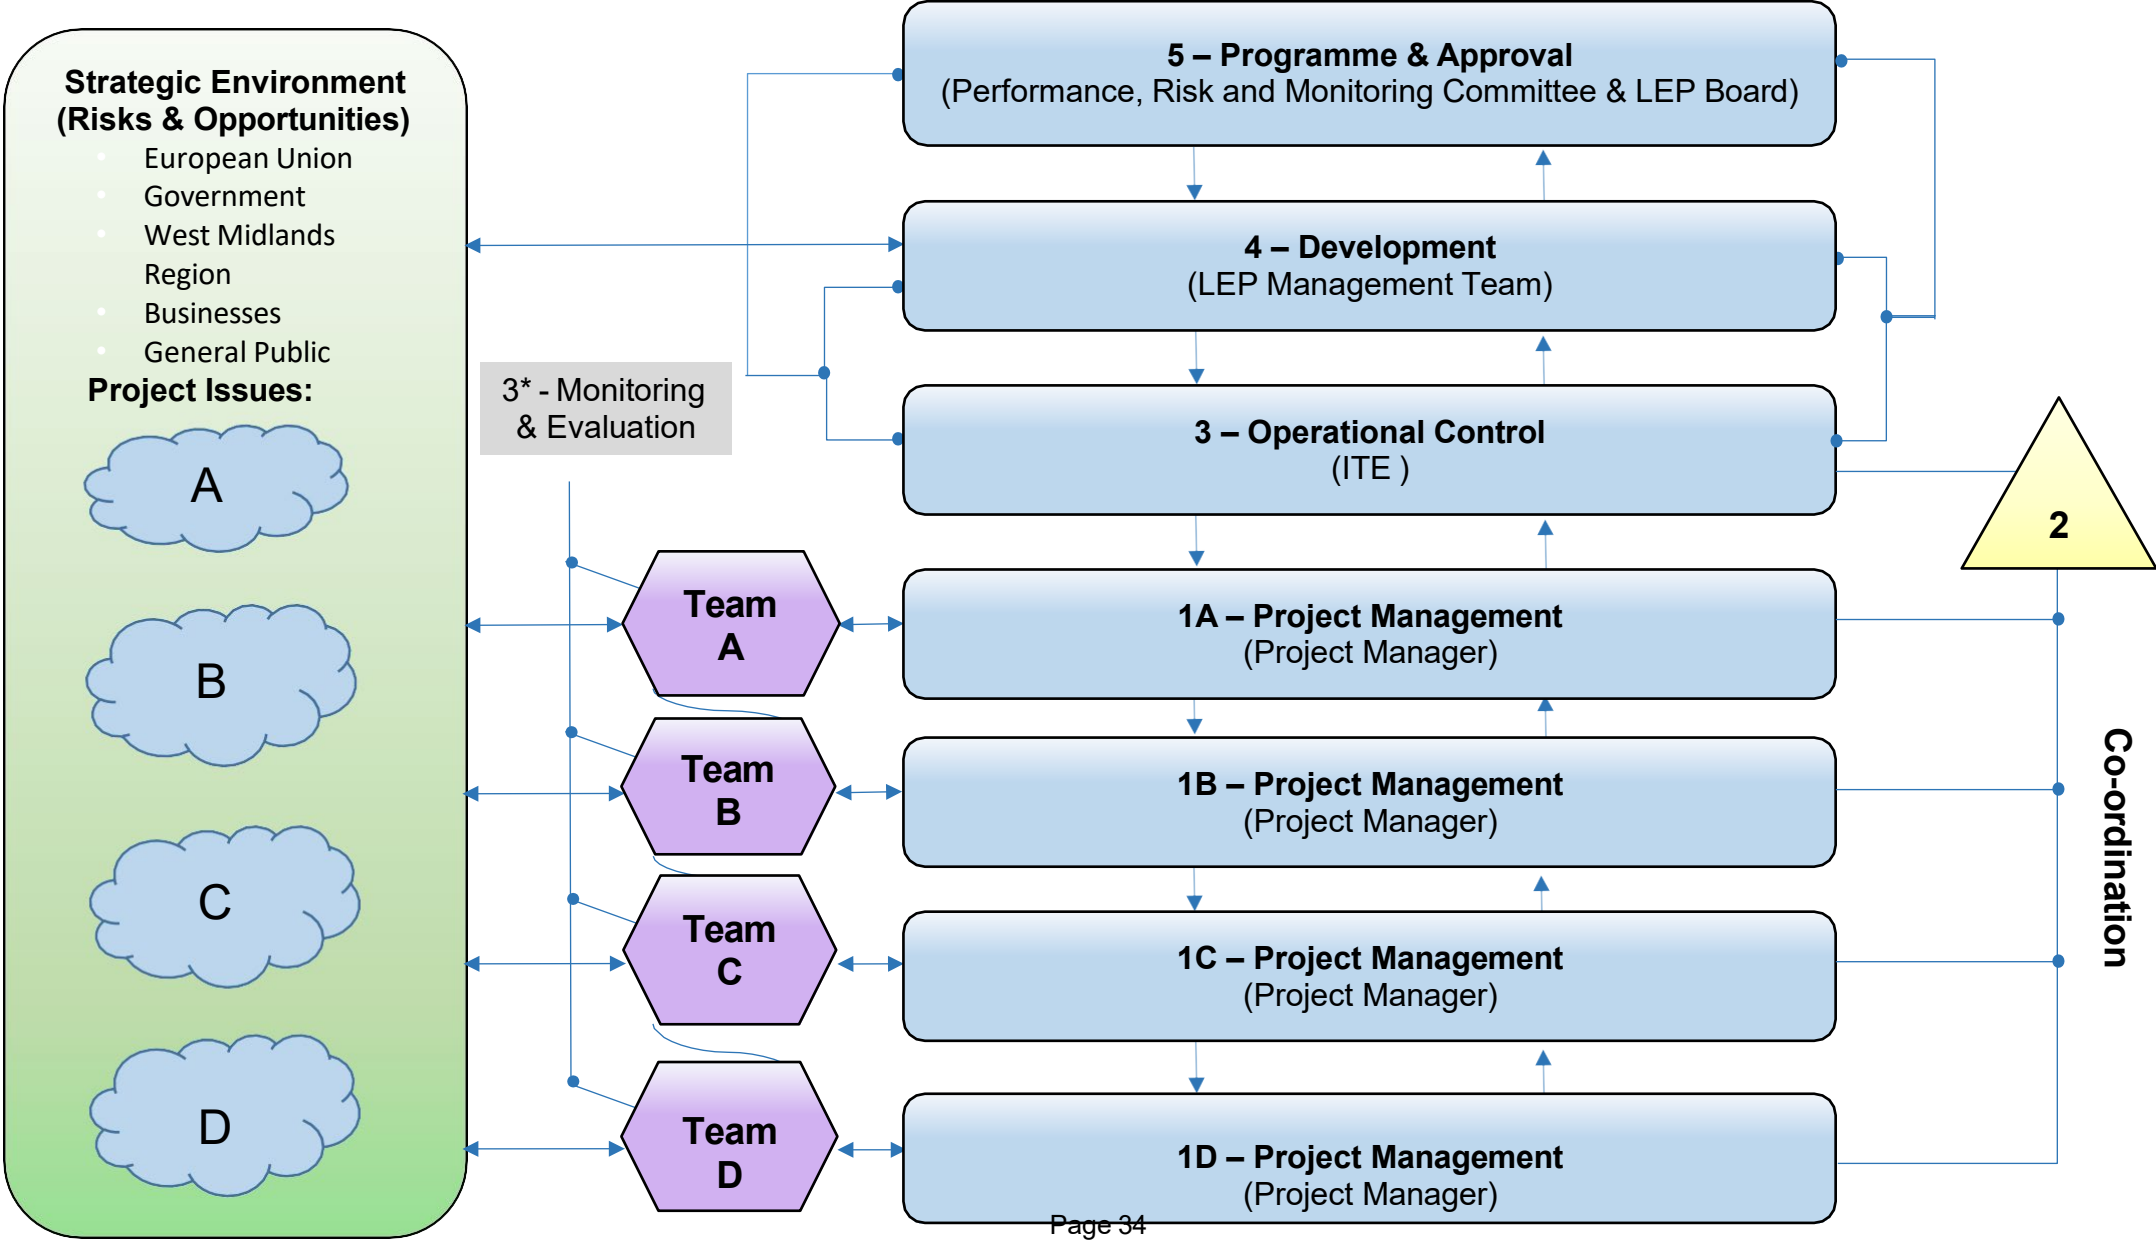 Strategic Environment
(Risks & Opportunities)
European Union
Government
West Midlands
Region
Businesses
General Public
Project Issues:
A
B
C
D
3* - Monitoring
& Evaluation
Team
A
Team
B
Team
C
Team
D
5 – Programme & Approval
(Performance, Risk and Monitoring Committee & LEP Board)
4 – Development
(LEP Management Team)
3 – Operational Control
(ITE )
1A – Project Management
(Project Manager)
1B – Project Management
(Project Manager)
1C – Project Management
(Project Manager)
1D – Project Management
(Project Manager)
2
Co-ordination
Page 34